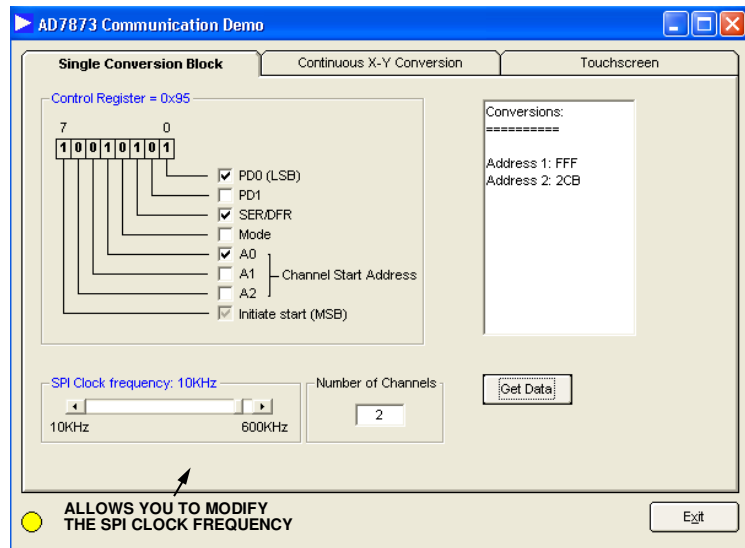 AD7873 Communication Demo
Single Conversion Block
Continuous X-Y Conversion
Touchscreen
Control Register = 0x95
7 0
1 0 0 1 0 1 0 1
PD0 (LSB)
PD1
SER/DFR
Mode
A0
A1
A2
Channel Start Address
Initiate start (MSB)
Conversions:
==========
Address 1: FFF
Address 2: 2CB
SPI Clock frequency: 10KHz
10KHz 600KHz
Number of Channels
2
Get Data
ALLOWS YOU TO MODIFY
THE SPI CLOCK FREQUENCY
Exit